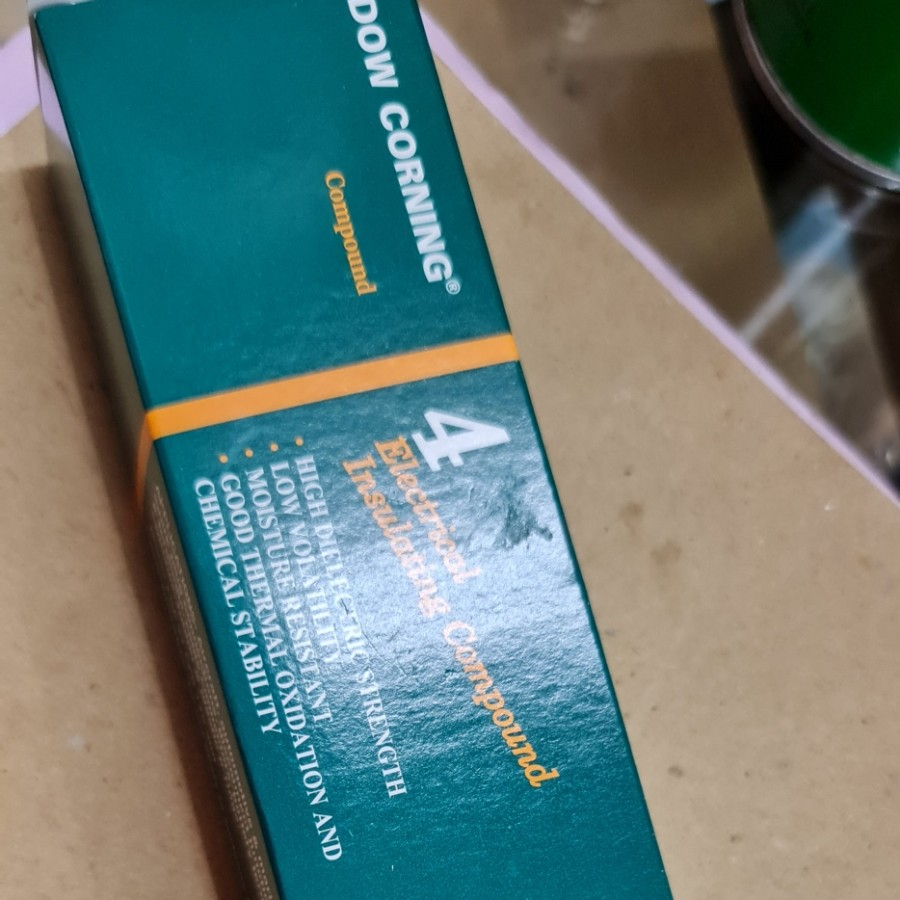 DOW CORNING®
Compound
4
Electrical
Insulating Compound
• HIGH DIELECTRIC STRENGTH
• LOW VOLATILITY
• MOISTURE RESISTANT
• GOOD THERMAL OXIDATION AND
CHEMICAL STABILITY